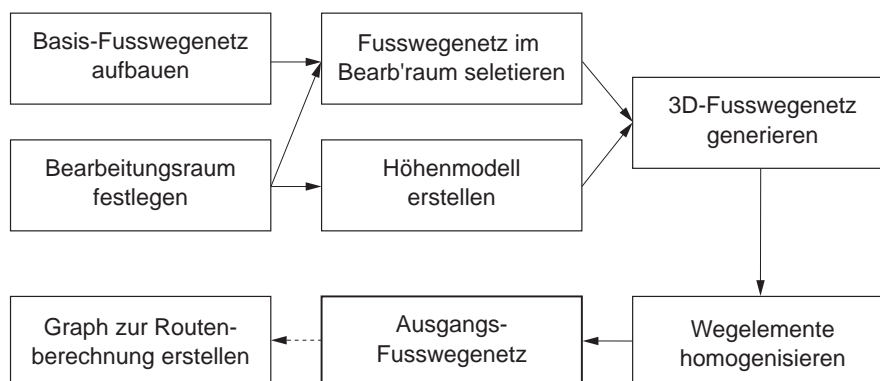 Basis-Fusswegenetz
aufbauen
Fusswegenetz im
Bearb'raum seletieren
3D-Fusswegenetz
generieren
Bearbeitungsraum
festlegen
Höhenmodell
erstellen
Graph zur Routen-
berechnung erstellen
Ausgangs-
Fusswegenetz
Wegelemente
homogenisieren